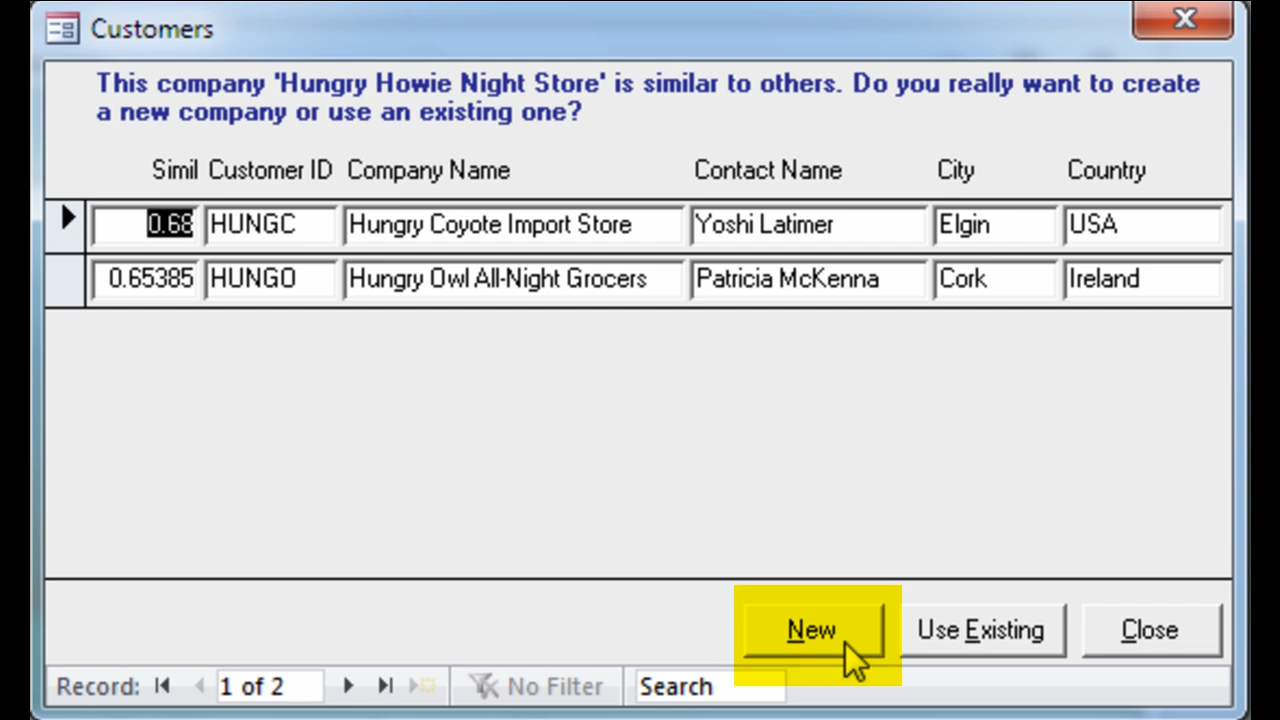 Customers
This company 'Hungry Howie Night Store' is similar to others. Do you really want to create
a new company or use an existing one?
Simil Customer ID Company Name Contact Name City Country
0.68 HUNGC Hungry Coyote Import Store Yoshi Latimer Elgin USA
0.65385 HUNGO Hungry Owl All-Night Grocers Patricia McKenna Cork Ireland
New Use Existing Close
Record: 1 of 2 No Filter Search